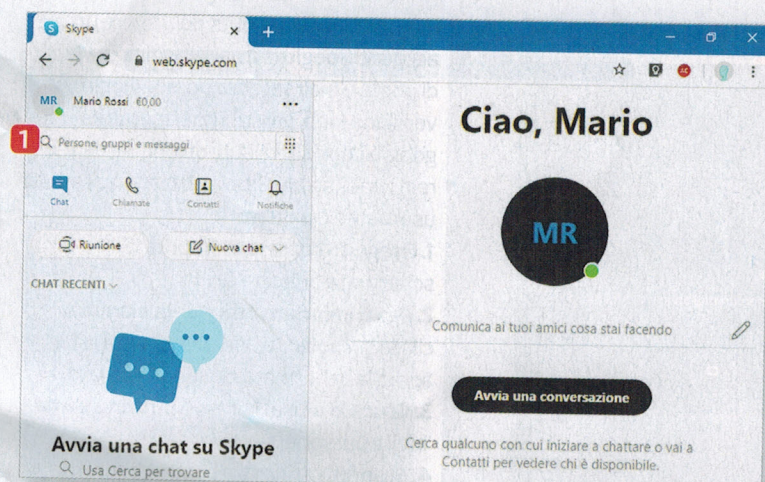 Skype
web.skype.com
MR Mario Rossi €0,00
1 Persone, gruppi e messaggi
Chat Chiamate Contatti Notifiche
Riunione Nuova chat
CHAT RECENTI
Avvia una chat su Skype
Usa Cerca per trovare
Ciao, Mario
MR
Comunica ai tuoi amici cosa stai facendo
Avvia una conversazione
Cerca qualcuno con cui iniziare a chattare o vai a
Contatti per vedere chi è disponibile.